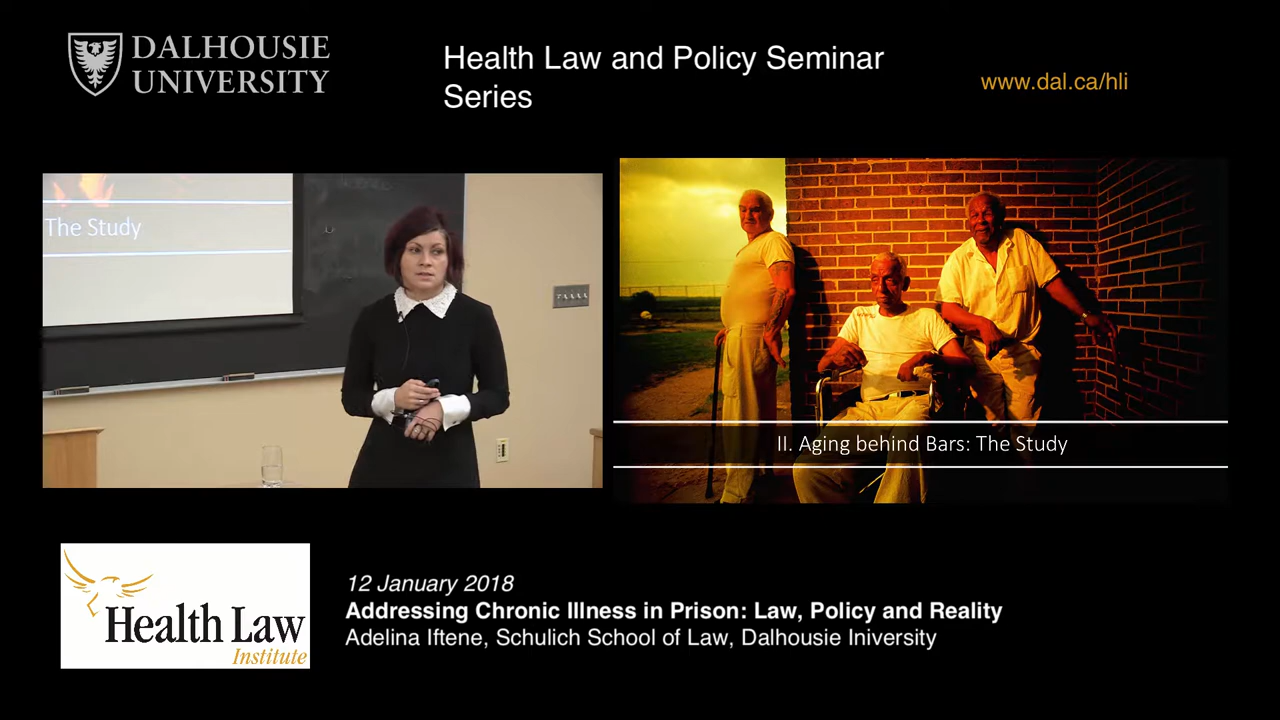 DALHOUSIE
UNIVERSITY
Health Law and Policy Seminar
Series
www.dal.ca/hli
The Study
II. Aging behind Bars: The Study
Health Law
Institute
12 January 2018
Addressing Chronic Illness in Prison: Law, Policy and Reality
Adelina Iftene, Schulich School of Law, Dalhousie Iniversity